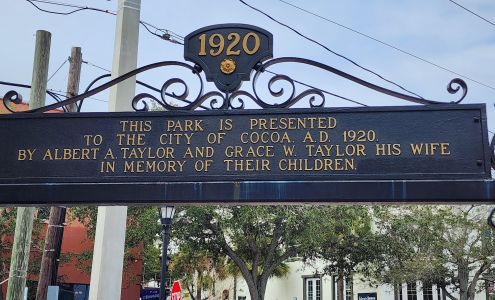 1920
THIS PARK IS PRESENTED
TO THE CITY OF COCOA, A.D. 1920.
BY ALBERT A. TAYLOR AND GRACE W. TAYLOR HIS WIFE
IN MEMORY OF THEIR CHILDREN.